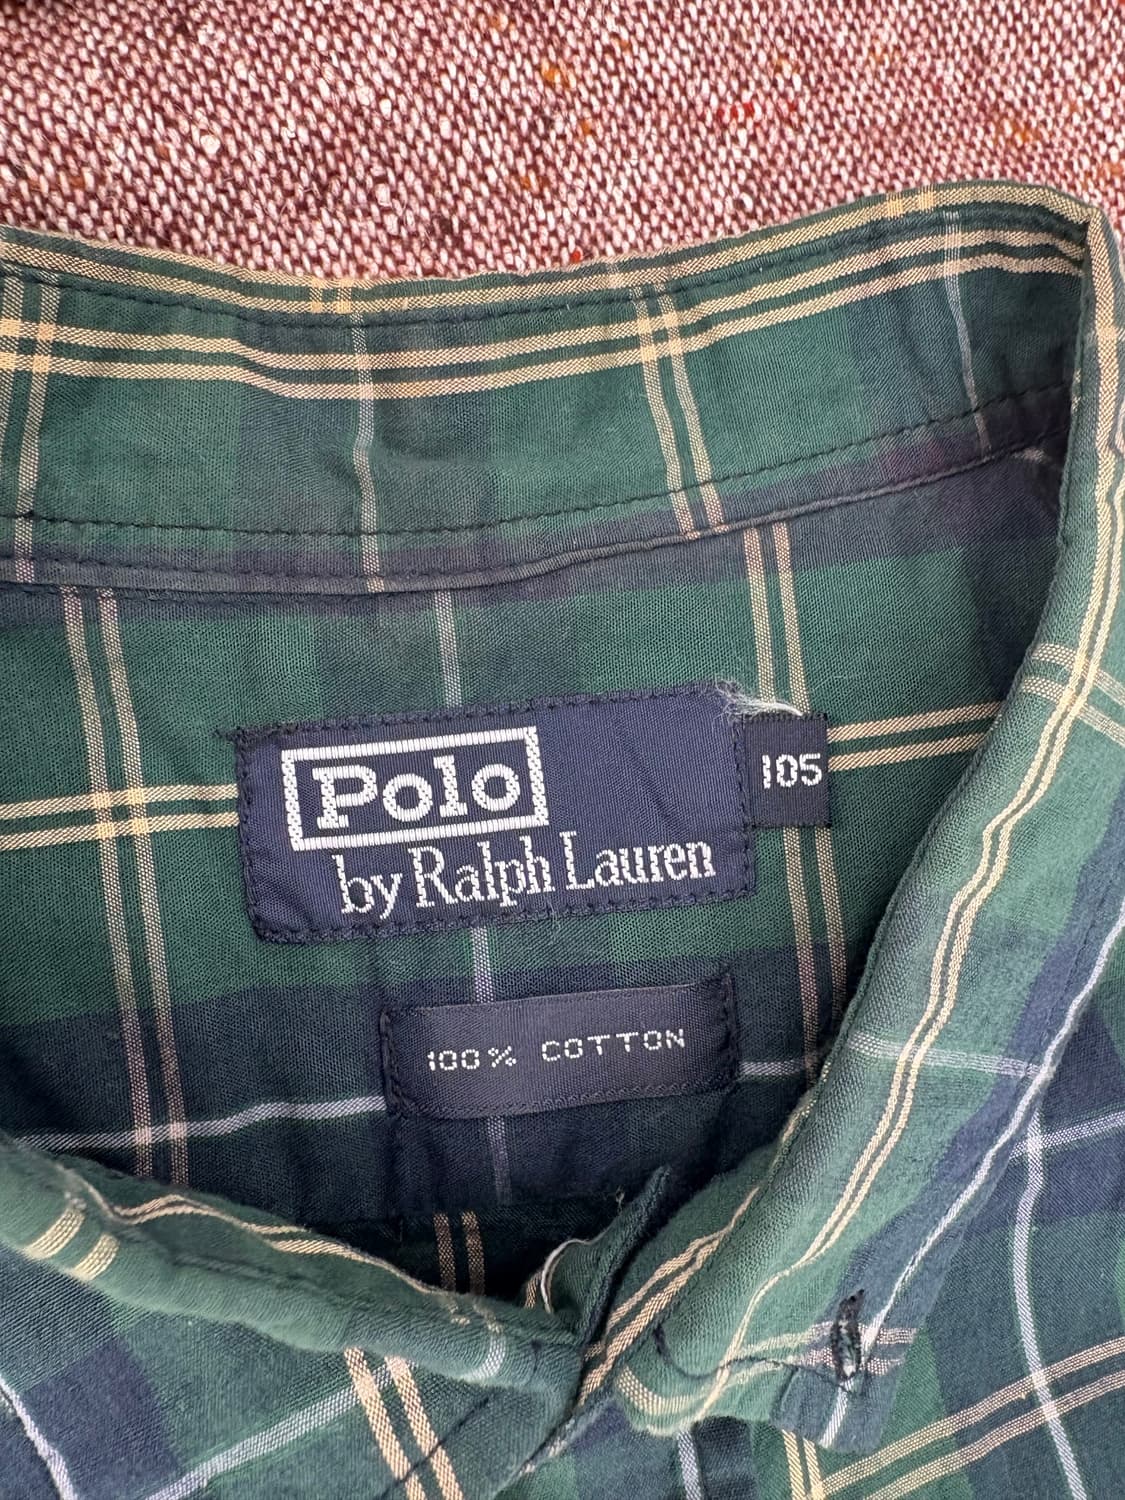 Polo
by Ralph Lauren
105
100% COTTON